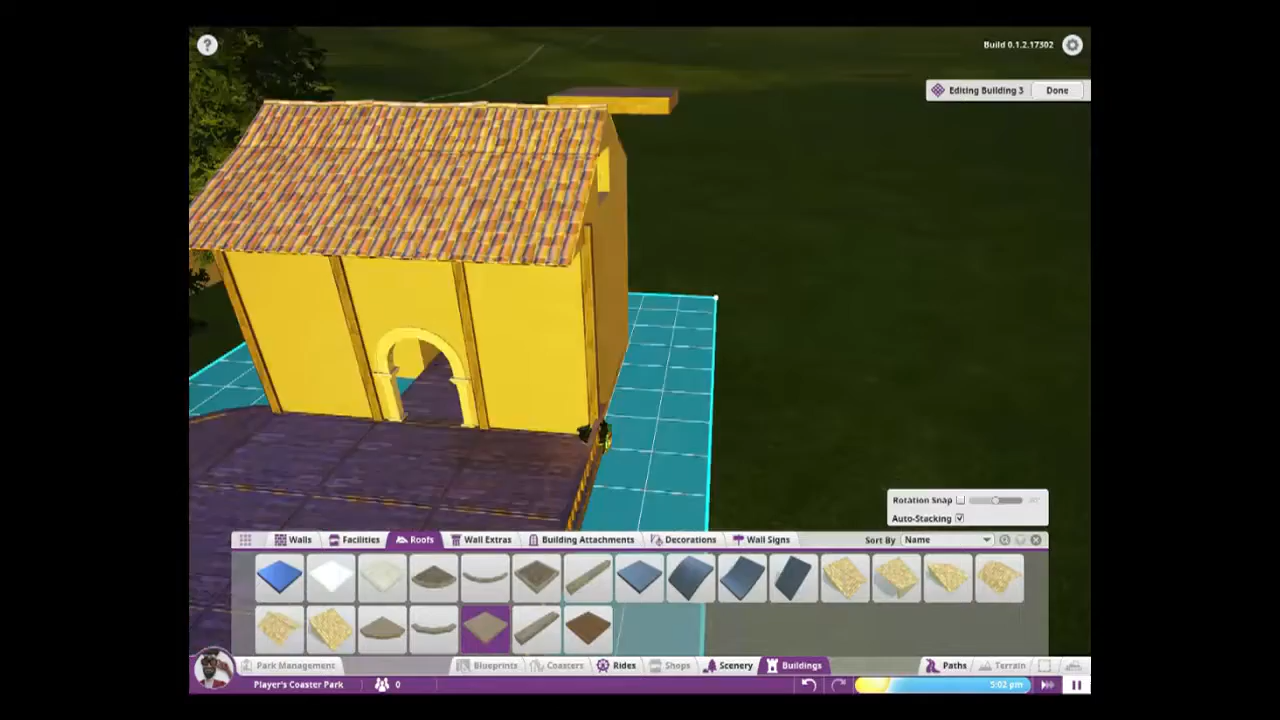 ?
Build 0.1.2.17302
Editing Building 3
Done
Rotation Snap
Auto-Stacking
Walls
Facilities
Roofs
Wall Extras
Building Attachments
Decorations
Wall Signs
Sort By
Name
Park Management
Blueprints
Coasters
Rides
Shops
Scenery
Buildings
Paths
Terrain
Player's Coaster Park
0
5:02 pm